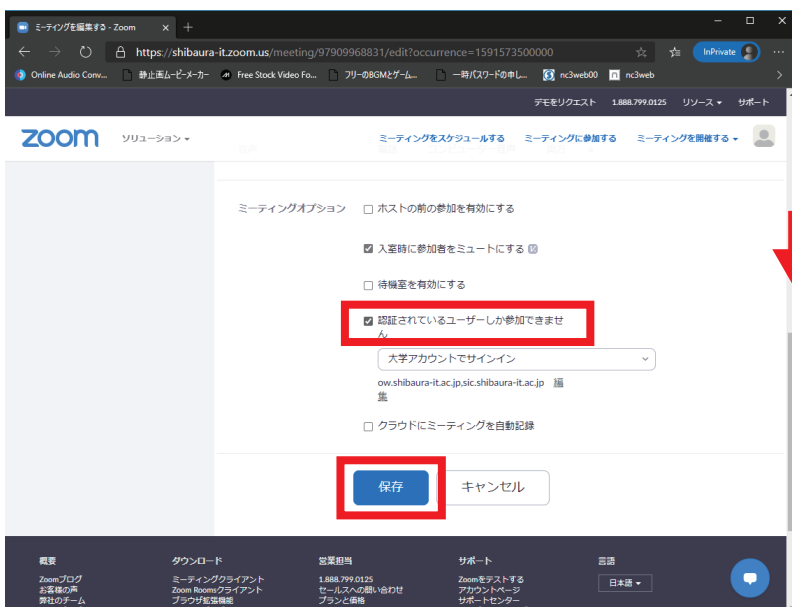 ミーティングを編集する - Zoom
https://shibaura-it.zoom.us/meeting/97909968831/edit?occurrence=1591573500000
InPrivate
Online Audio Conv... 静止画ムービーメーカー Free Stock Video Fo... フリーのBGMとゲーム... 一時パスワードの申し... nc3web00 nc3web
デモをリクエスト 1.888.799.0125 リソース サポート
zoom ソリューション ミーティングをスケジュールする ミーティングに参加する ミーティングを開催する
ミーティングオプション ホストの前の参加を有効にする
入室時に参加者をミュートにする
待機室を有効にする
認証されているユーザーしか参加できませ
ん
大学アカウントでサインイン
ow.shibaura-it.ac.jp,sic.shibaura-it.ac.jp 編
集
クラウドにミーティングを自動記録
保存 キャンセル
概要 ダウンロード 営業担当 サポート 言語
Zoomブログ ミーティングクライアント 1.888.799.0125 Zoomをテストする 日本語
お客様の声 Zoom Roomsクライアント セールスへの問い合わせ アカウントページ
弊社のチーム ブラウザ拡張機能 プランと価格 サポートセンター